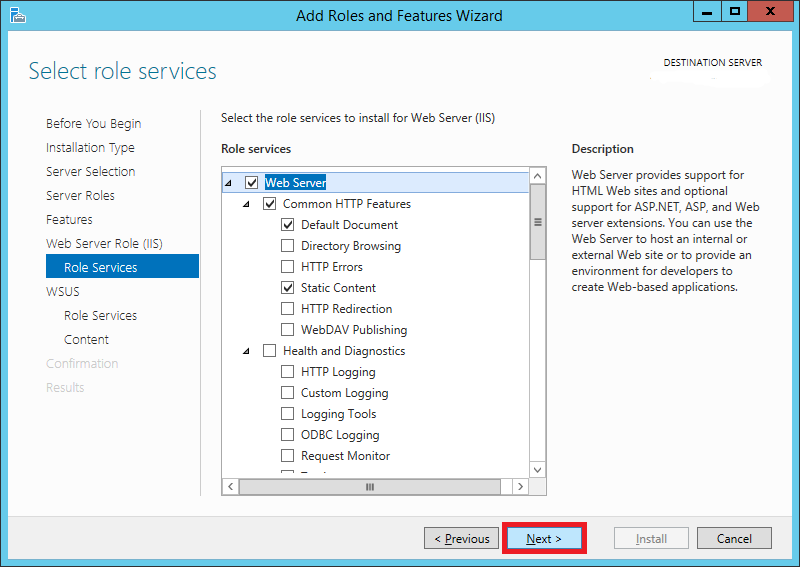 Add Roles and Features Wizard
Select role services
DESTINATION SERVER
Before You Begin
Installation Type
Server Selection
Server Roles
Features
Web Server Role (IIS)
Role Services
WSUS
Role Services
Content
Confirmation
Results
Select the role services to install for Web Server (IIS)
Role services
Web Server
Common HTTP Features
Default Document
Directory Browsing
HTTP Errors
Static Content
HTTP Redirection
WebDAV Publishing
Health and Diagnostics
HTTP Logging
Custom Logging
Logging Tools
ODBC Logging
Request Monitor
Description
Web Server provides support for
HTML Web sites and optional
support for ASP.NET, ASP, and Web
server extensions. You can use the
Web Server to host an internal or
external Web site or to provide an
environment for developers to
create Web-based applications.
< Previous
Next >
Install
Cancel